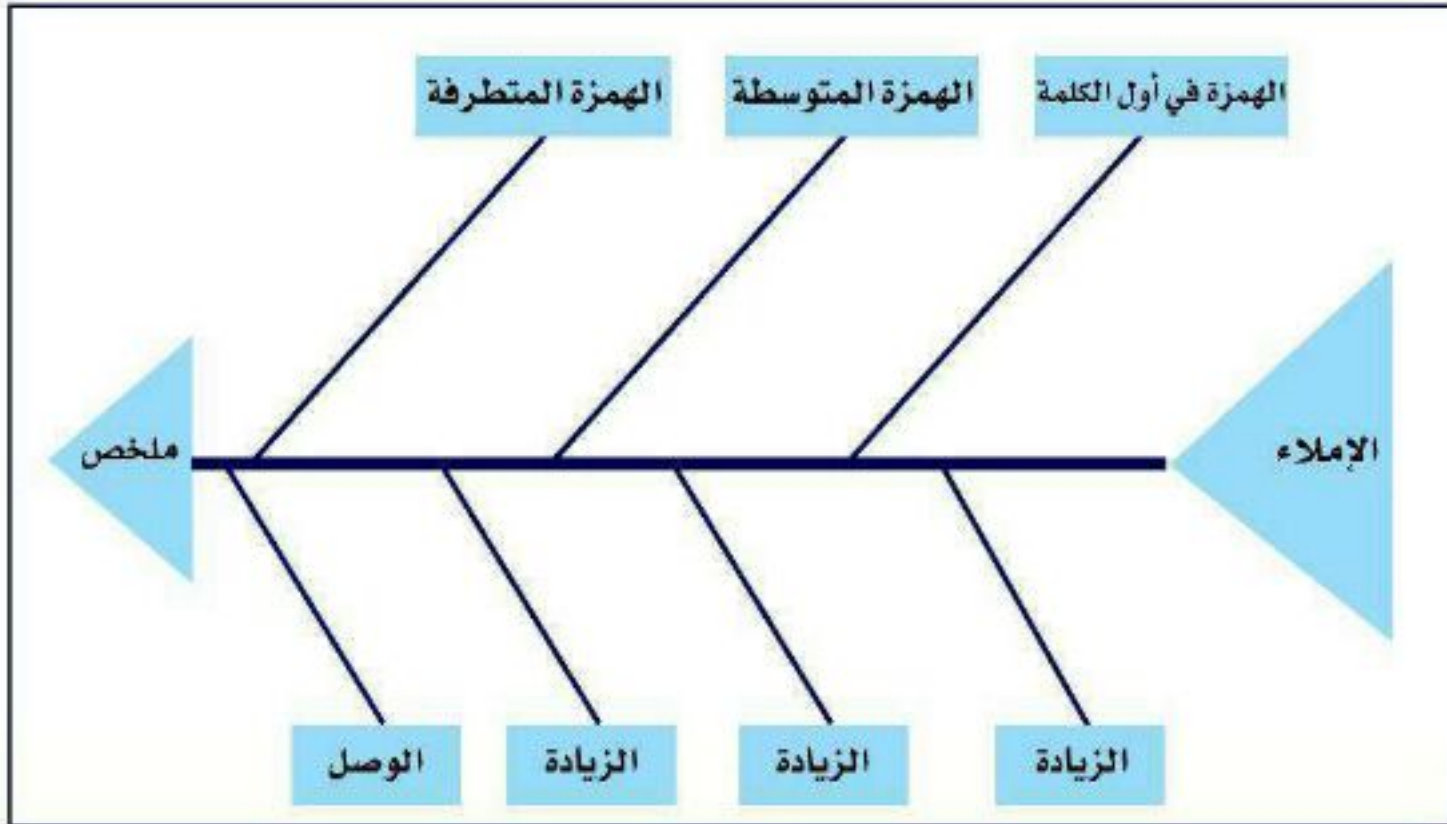 الهمزة في أول الكلمة
الهمزة المتوسطة
الهمزة المتطرفة
الإملاء
ملخص
الزيادة
الزيادة
الزيادة
الوصل